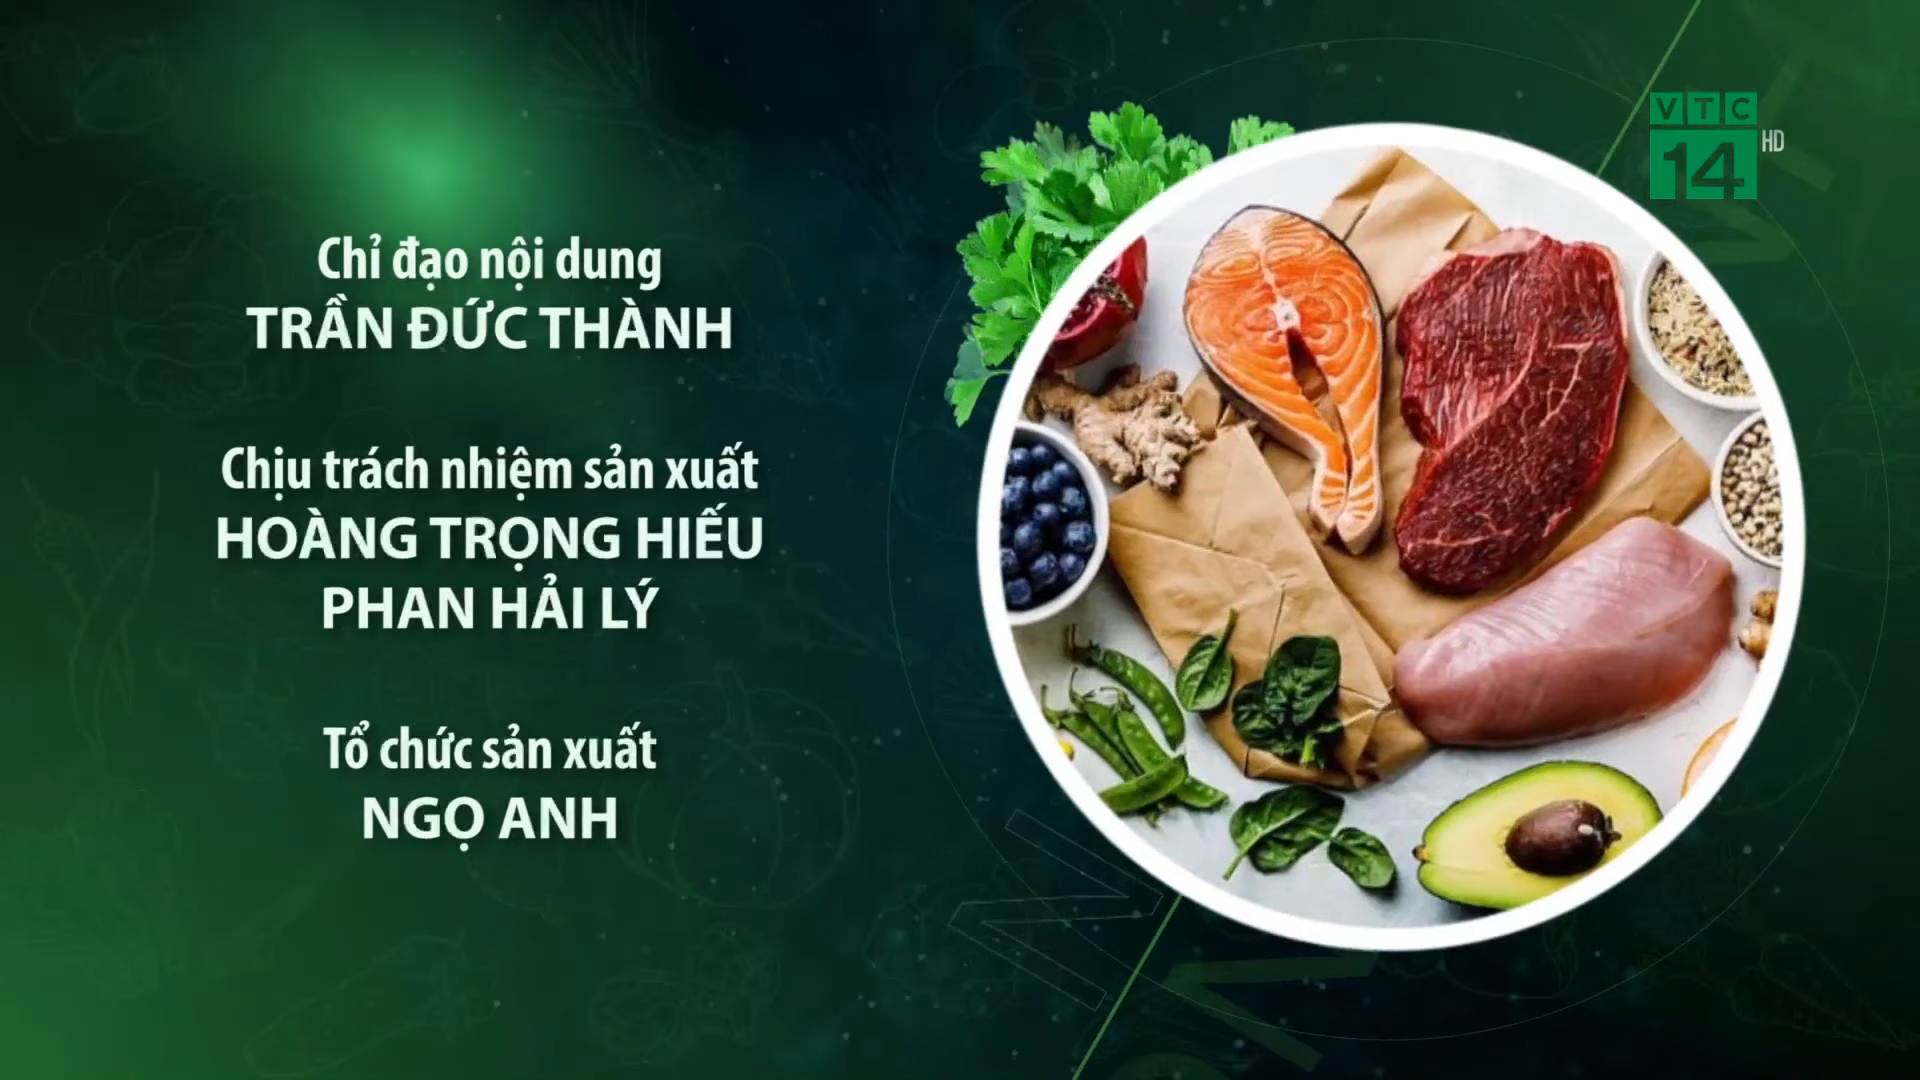 Chỉ đạo nội dung
TRẦN ĐỨC THÀNH
Chịu trách nhiệm sản xuất
HOÀNG TRỌNG HIẾU
PHAN HẢI LÝ
Tổ chức sản xuất
NGỌ ANH
VTC
14 HD